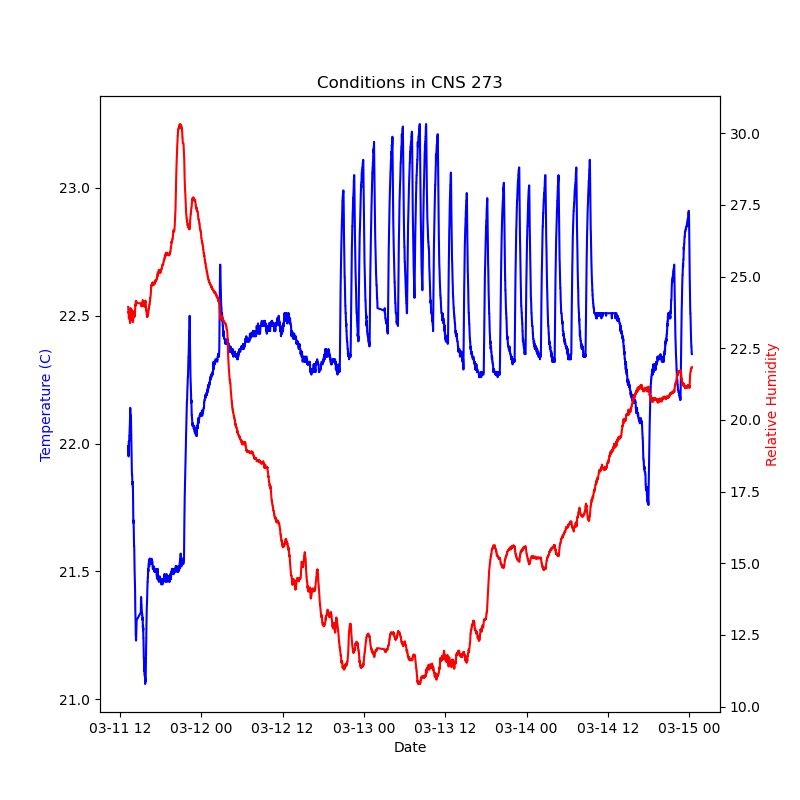 Conditions in CNS 273
23.0
22.5
22.0
21.5
21.0
Temperature (C)
30.0
27.5
25.0
22.5
20.0
17.5
15.0
12.5
10.0
Relative Humidity
03-11 12 03-12 00 03-12 12 03-13 00 03-13 12 03-14 00 03-14 12 03-15 00
Date